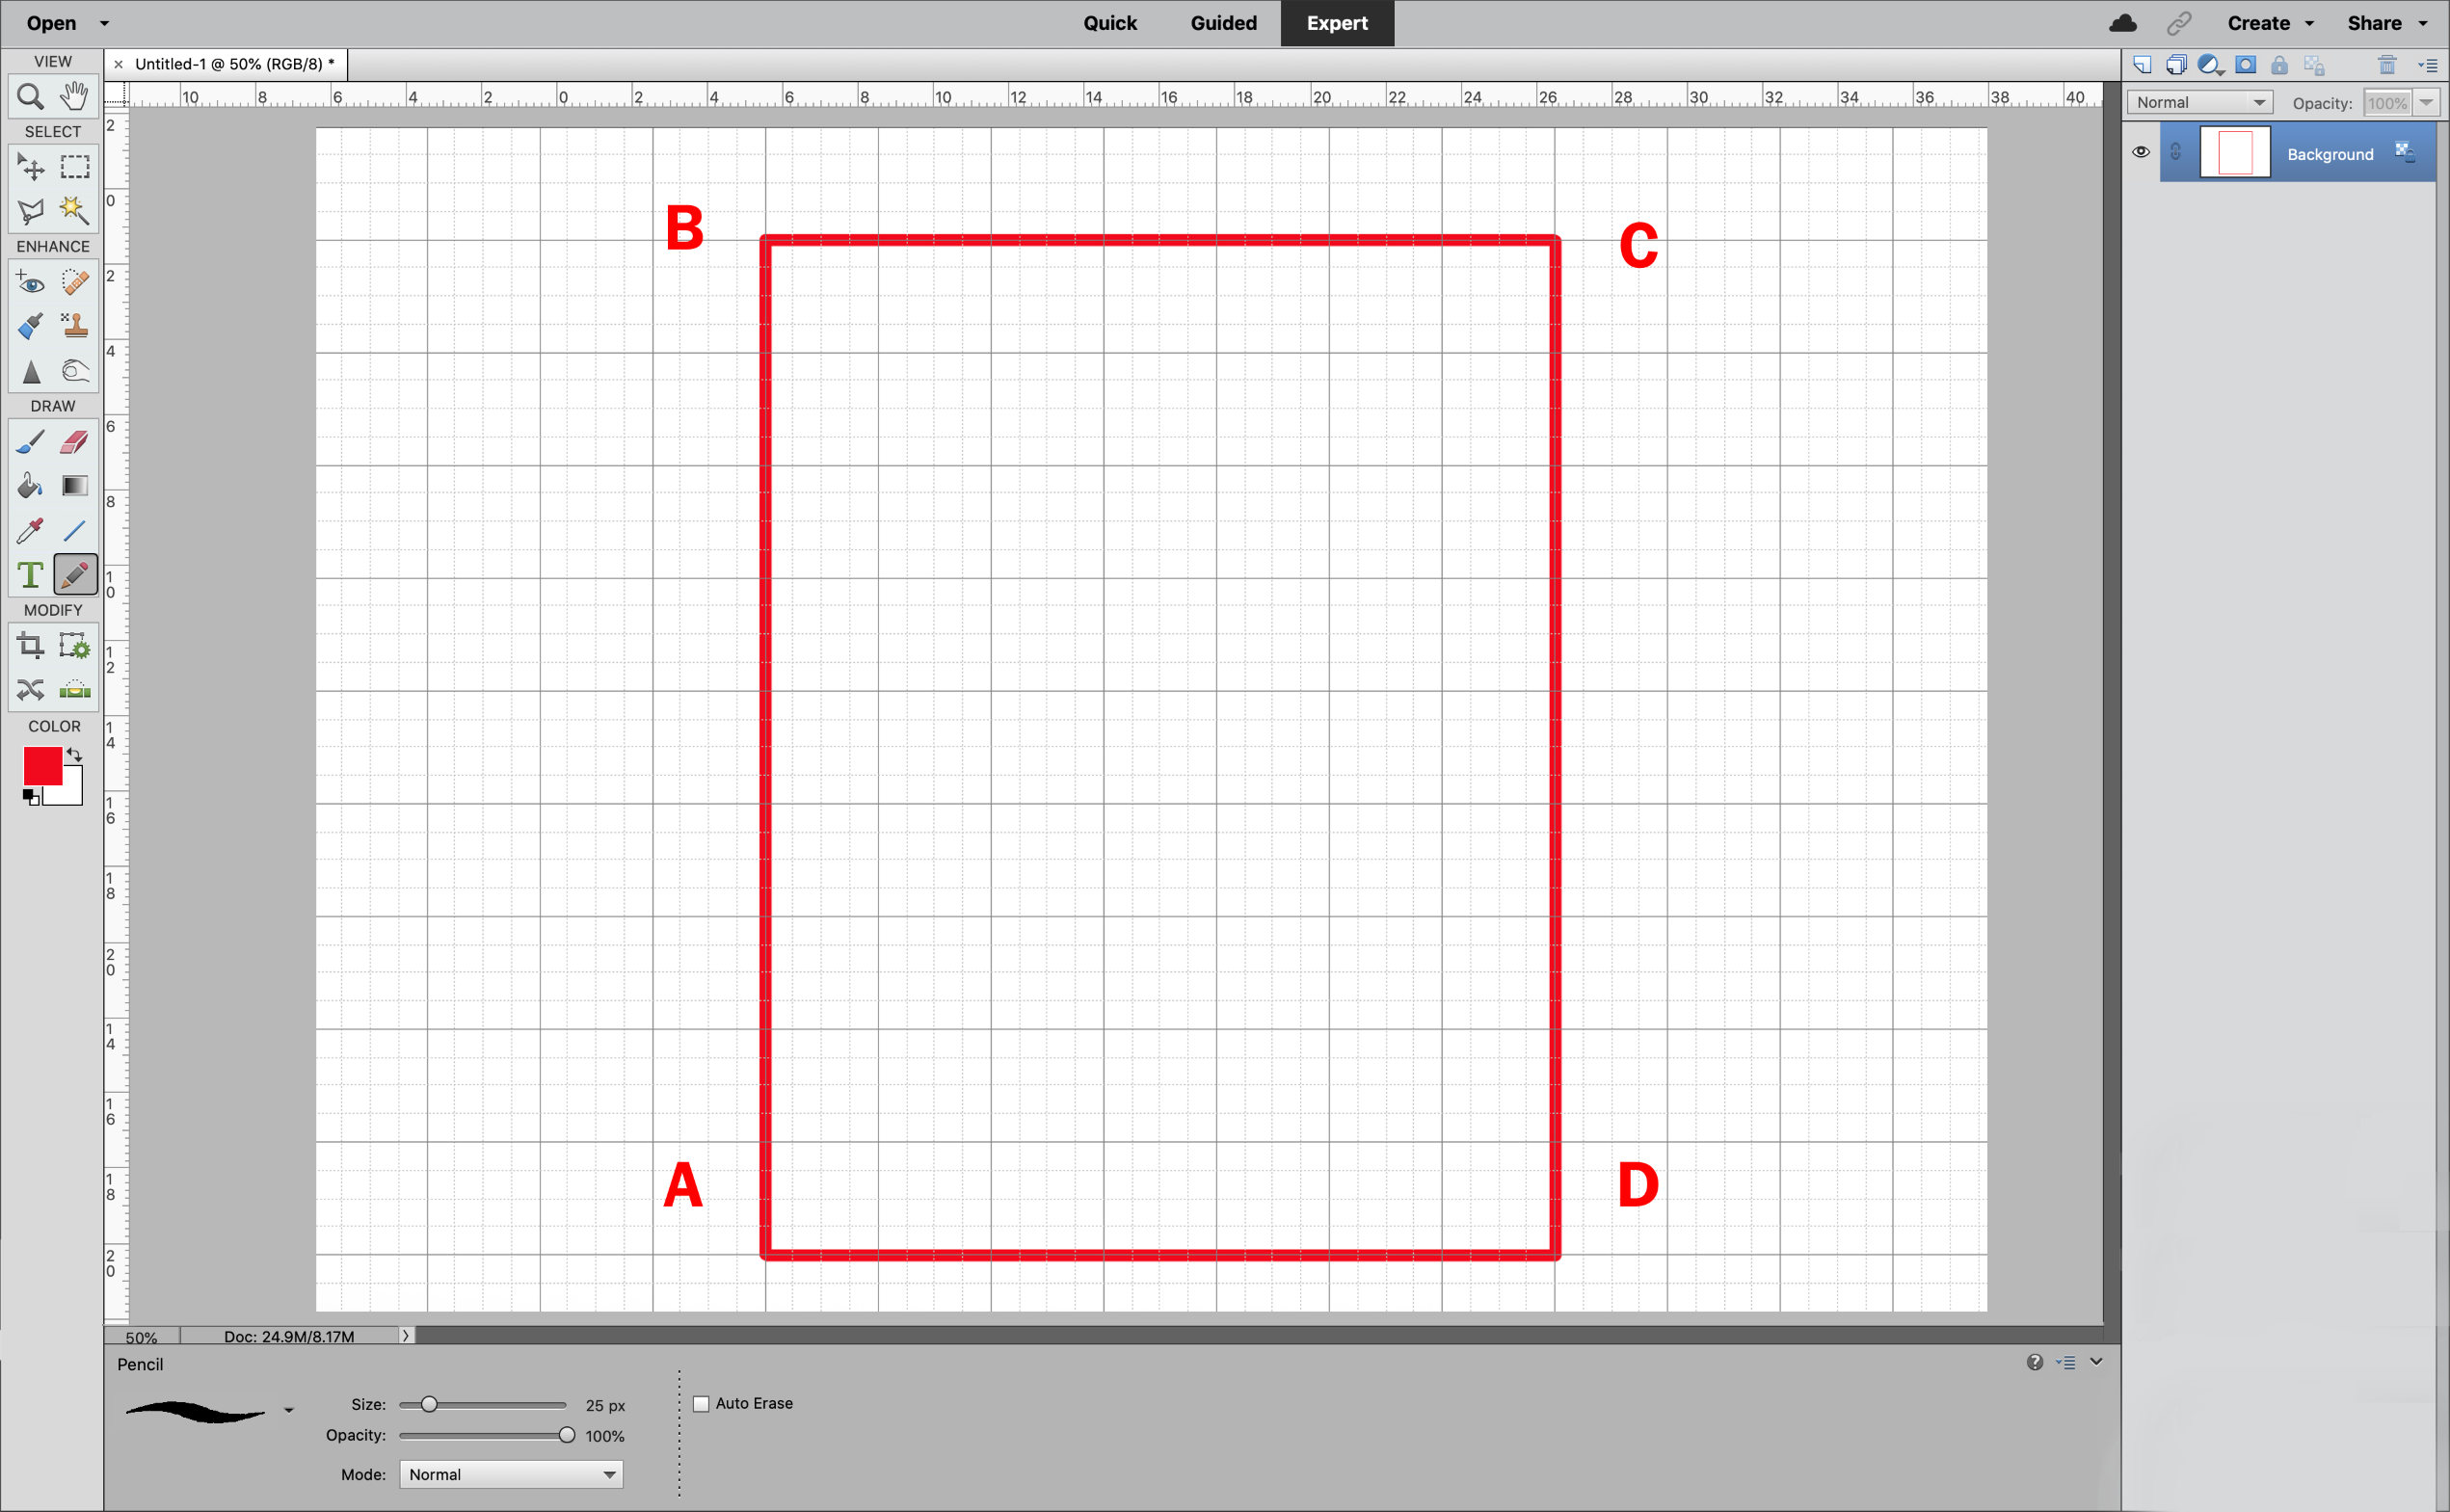 Open Quick Guided Expert Create Share
VIEW
× Untitled-1 @ 50% (RGB/8) *
10 8 6 4 2 0 2 4 6 8 10 12 14 16 18 20 22 24 26 28 30 32 34 36 38 40
Normal Opacity: 100%
SELECT
Background
ENHANCE
DRAW
T
MODIFY
COLOR
2
0
2
4
6
8
10
12
14
16
18
20
14
16
18
20
B
C
A
D
50% Doc: 24.9M/8.17M
Pencil
Size: 25 px
Auto Erase
Opacity: 100%
Mode: Normal